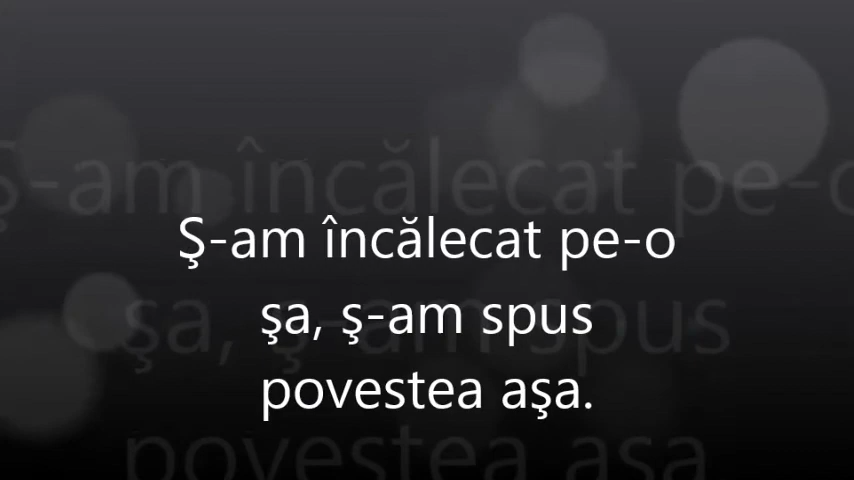 Ş-am încălecat pe-o
şa, ş-am spus
povestea aşa.